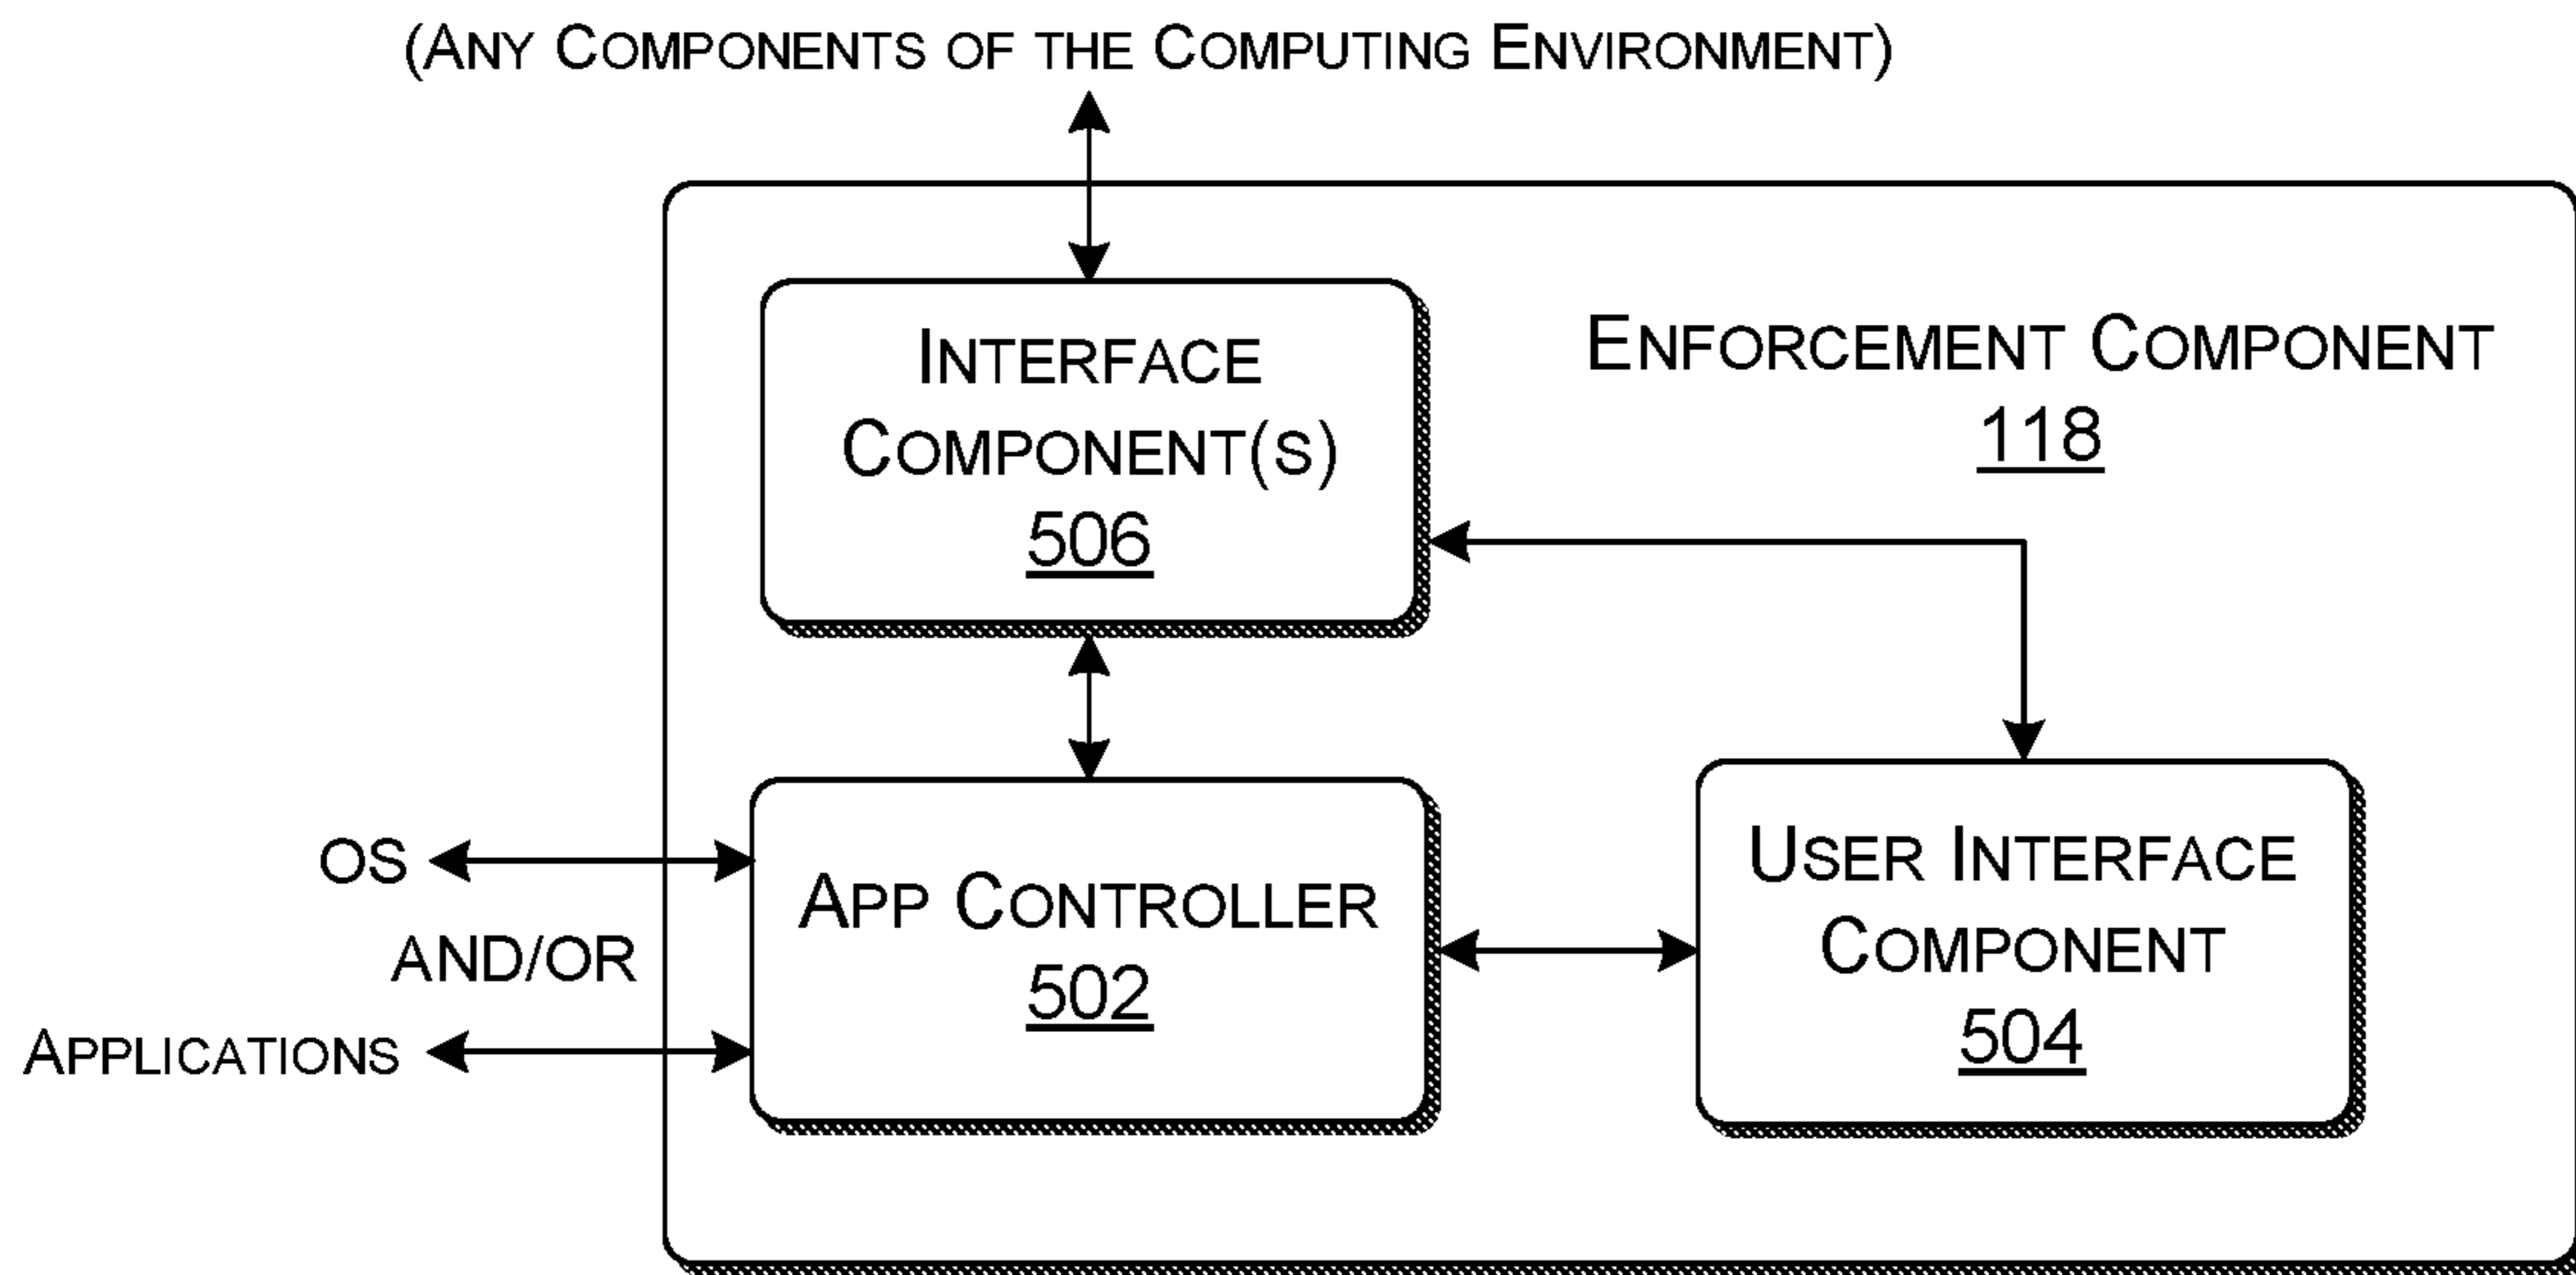 (ANY COMPONENTS OF THE COMPUTING ENVIRONMENT)
INTERFACE
COMPONENT(S)
506
ENFORCEMENT COMPONENT
118
OS
AND/OR
APPLICATIONS
APP CONTROLLER
502
USER INTERFACE
COMPONENT
504